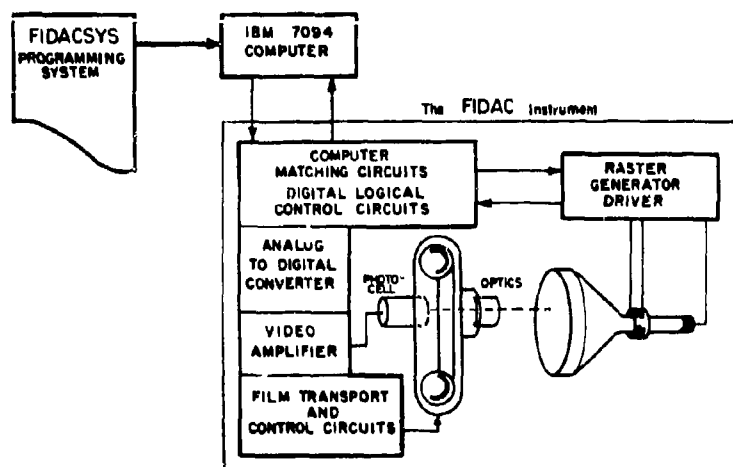 FIDACSYS
PROGRAMMING
SYSTEM
IBM 7094
COMPUTER
The FIDAC Instrument
COMPUTER
MATCHING CIRCUITS
DIGITAL LOGICAL
CONTROL CIRCUITS
RASTER
GENERATOR
DRIVER
ANALOG
TO DIGITAL
CONVERTER
PHOTO-
CELL
OPTICS
VIDEO
AMPLIFIER
FILM TRANSPORT
AND
CONTROL CIRCUITS